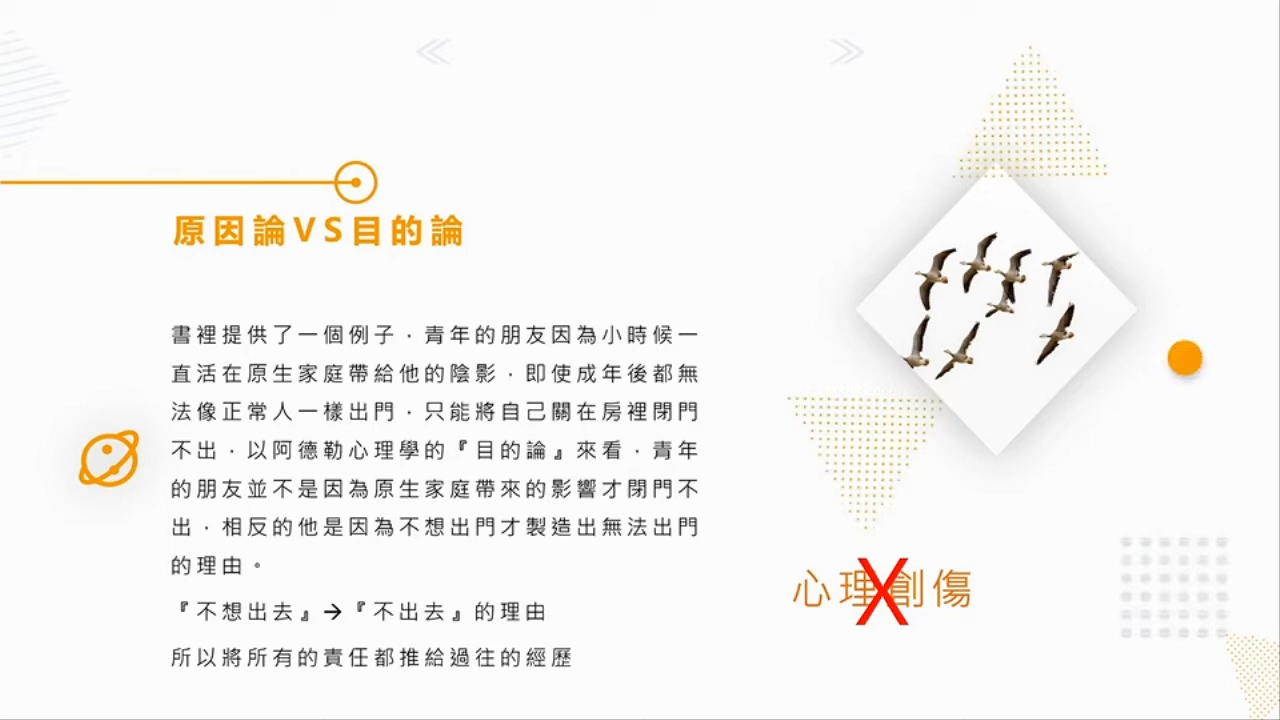 原因論VS目的論
書裡提供了一個例子，青年的朋友因為小時候一
直活在原生家庭帶給他的陰影，即使成年後都無
法像正常人一樣出門，只能將自己關在房裡閉門
不出，以阿德勒心理學的『目的論』來看，青年
的朋友並不是因為原生家庭帶來的影響才閉門不
出，相反的他是因為不想出門才製造出無法出門
的理由。
『不想出去』→『不出去』的理由
所以將所有的責任都推給過往的經歷
心理創傷
X